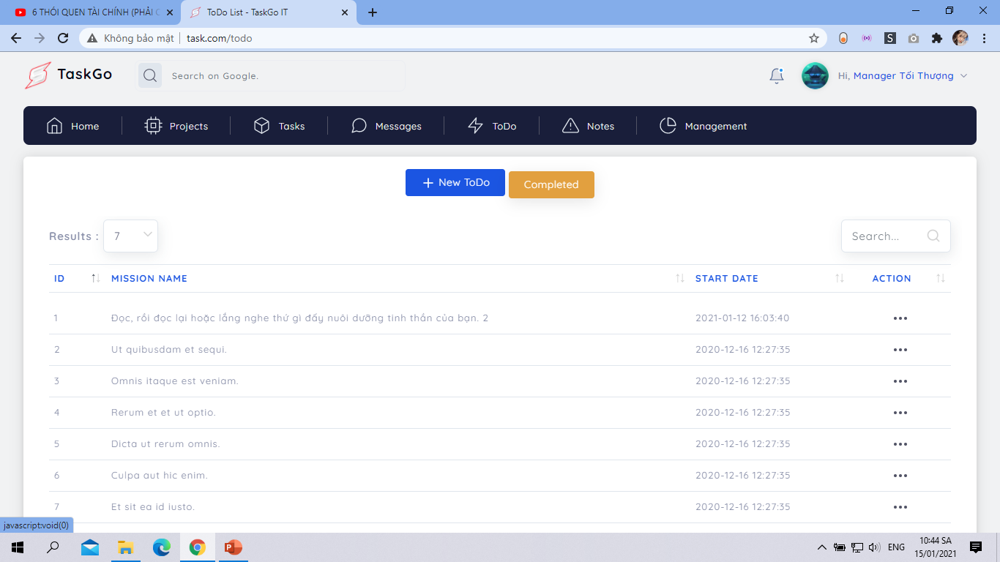 6 THÓI QUEN TÀI CHÍNH (PHẢI C
ToDo List - TaskGo IT
Không bảo mật
task.com/todo
S
TaskGo
Search on Google.
Hi, Manager Tối Thượng
Home
Projects
Tasks
Messages
ToDo
Notes
Management
New ToDo
Completed
Results :
7
Search...
ID MISSION NAME START DATE ACTION
1 Đọc, rồi đọc lại hoặc lắng nghe thứ gì đấy nuôi dưỡng tinh thần của bạn. 2 2021-01-12 16:03:40
2 Ut quibusdam et sequi. 2020-12-16 12:27:35
3 Omnis itaque est veniam. 2020-12-16 12:27:35
4 Rerum et et ut optio. 2020-12-16 12:27:35
5 Dicta ut rerum omnis. 2020-12-16 12:27:35
6 Culpa aut hic enim. 2020-12-16 12:27:35
7 Et sit ea id iusto. 2020-12-16 12:27:35
javascript:void(0)
P
ENG
10:44 SA
15/01/2021